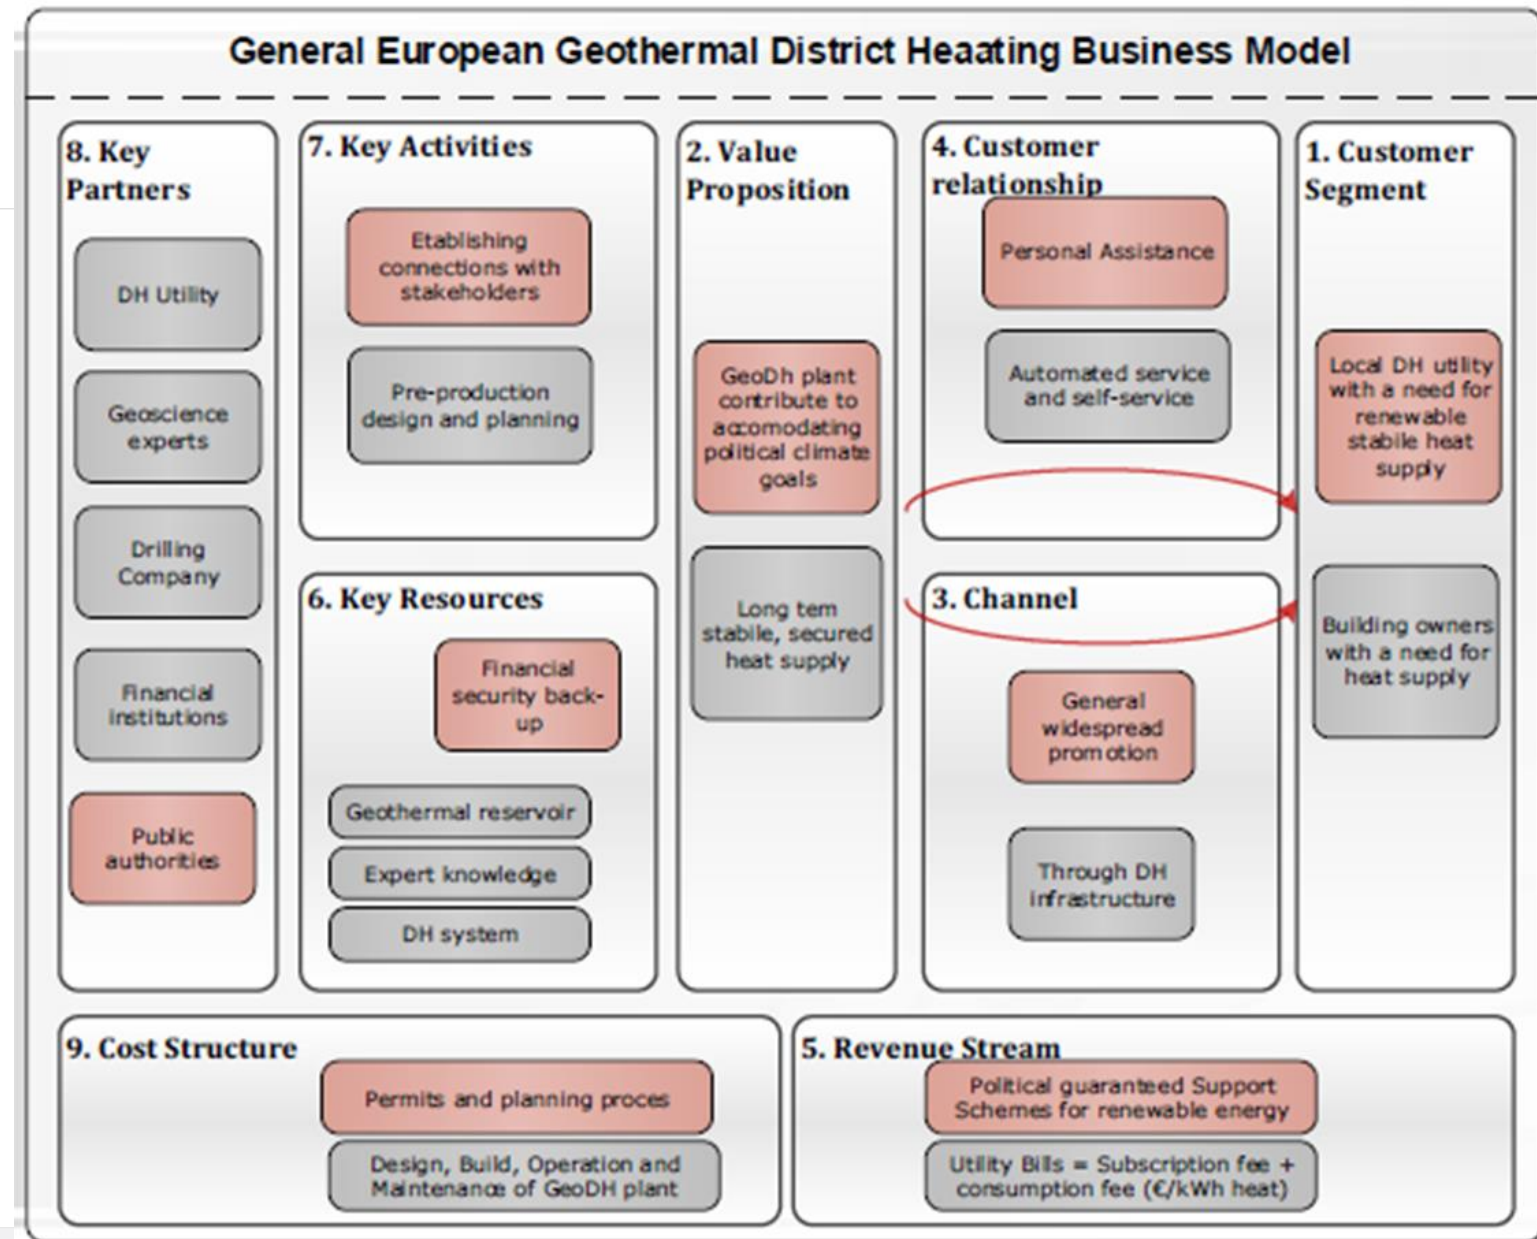 General European Geothermal District Heaating Business Model
8. Key
Partners
DH Utility
Geoscience
experts
Drilling
Company
Financial
institutions
Public
authorities
7. Key Activities
Etablishing
connections with
stakeholders
Pre-production
design and planning
6. Key Resources
Financial
security back-
up
Geothermal reservoir
Expert knowledge
DH system
2. Value
Proposition
GeoDh plant
contribute to
accomodating
political climate
goals
Long tem
stabile, secured
heat supply
4. Customer
relationship
Personal Assistance
Automated service
and self-service
3. Channel
General
widespread
promotion
Through DH
infrastructure
1. Customer
Segment
Local DH utility
with a need for
renewable
stabile heat
supply
Building owners
with a need for
heat supply
9. Cost Structure
Permits and planning proces
Design, Build, Operation and
Maintenance of GeoDH plant
5. Revenue Stream
Political guaranteed Support
Schemes for renewable energy
Utility Bills = Subscription fee +
consumption fee (€/kWh heat)